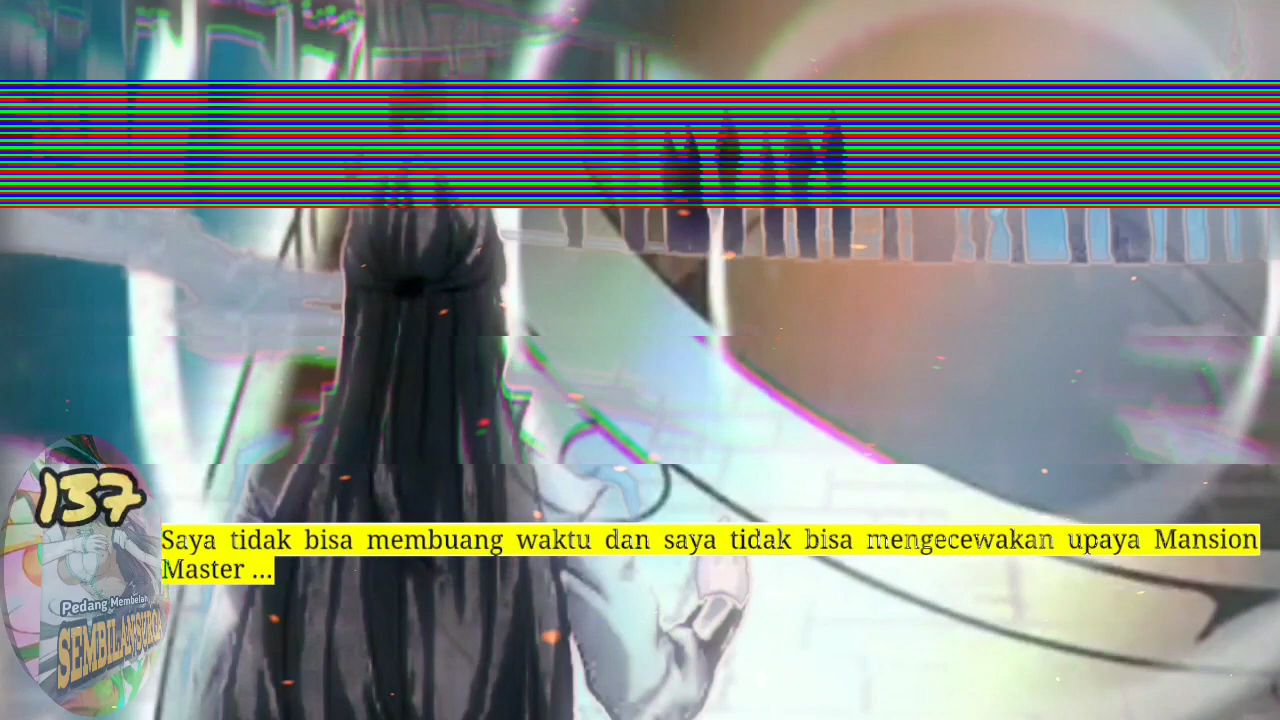 137
Saya tidak bisa membuang waktu dan saya tidak bisa mengecewakan upaya Mansion
Master ...
Pedang Membelah
SEMBILAN SURGA